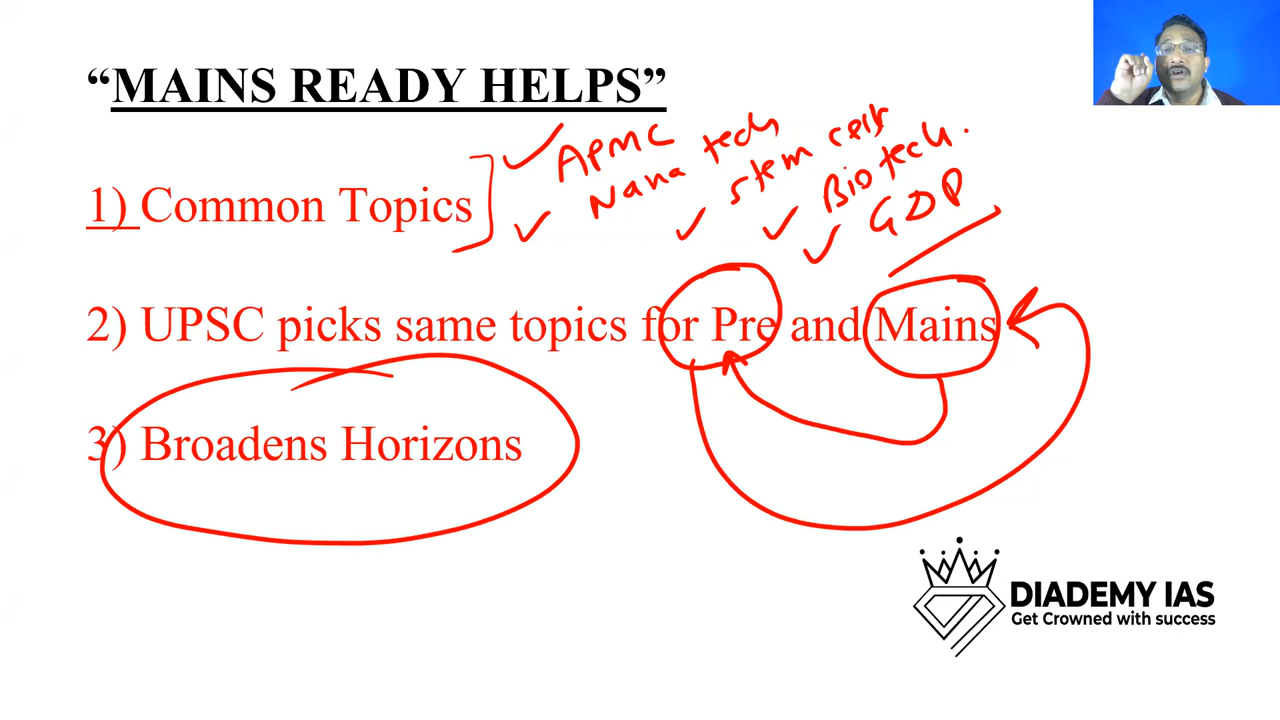 “MAINS READY HELPS”
APMC
Nana tech
stem cells
Biotech.
GDP
1) Common Topics
2) UPSC picks same topics for Pre and Mains
3) Broadens Horizons
DIADEMY IAS
Get Crowned with success